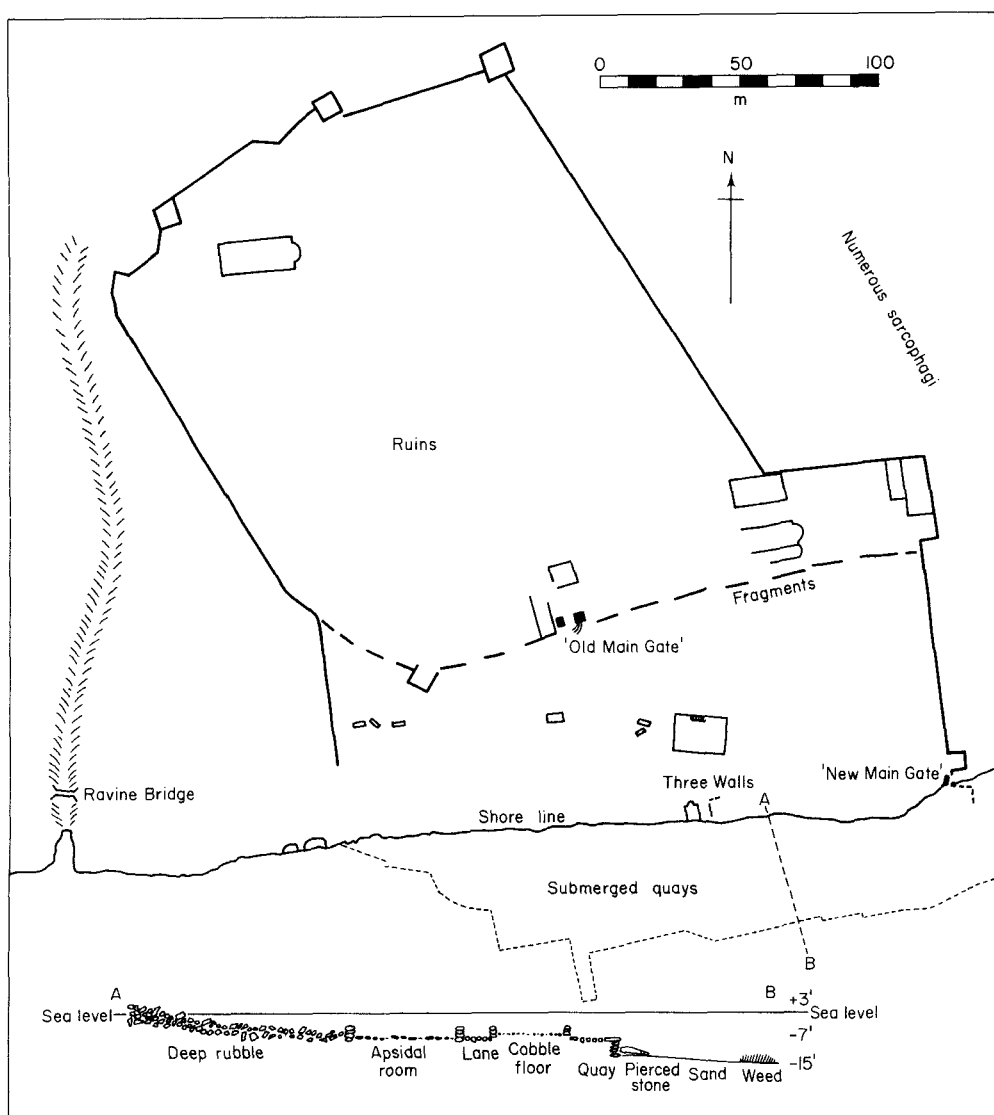 0 50 100
m
N
Numerous sarcophagi
Ruins
Fragments
'Old Main Gate'
'New Main Gate'
Three Walls
A
Ravine Bridge
Shore line
Submerged quays
B
A B +3'
Sea level Sea level
-7'
Deep rubble Apsidal room Lane Cobble floor Quay Pierced stone Sand Weed -15'